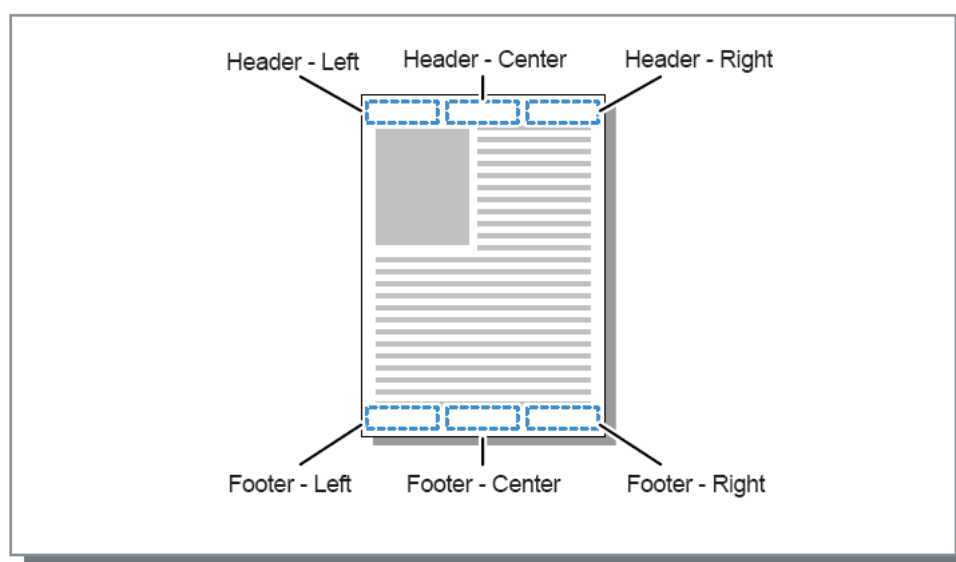 Header - Left
Header - Center
Header - Right
Footer - Left
Footer - Center
Footer - Right